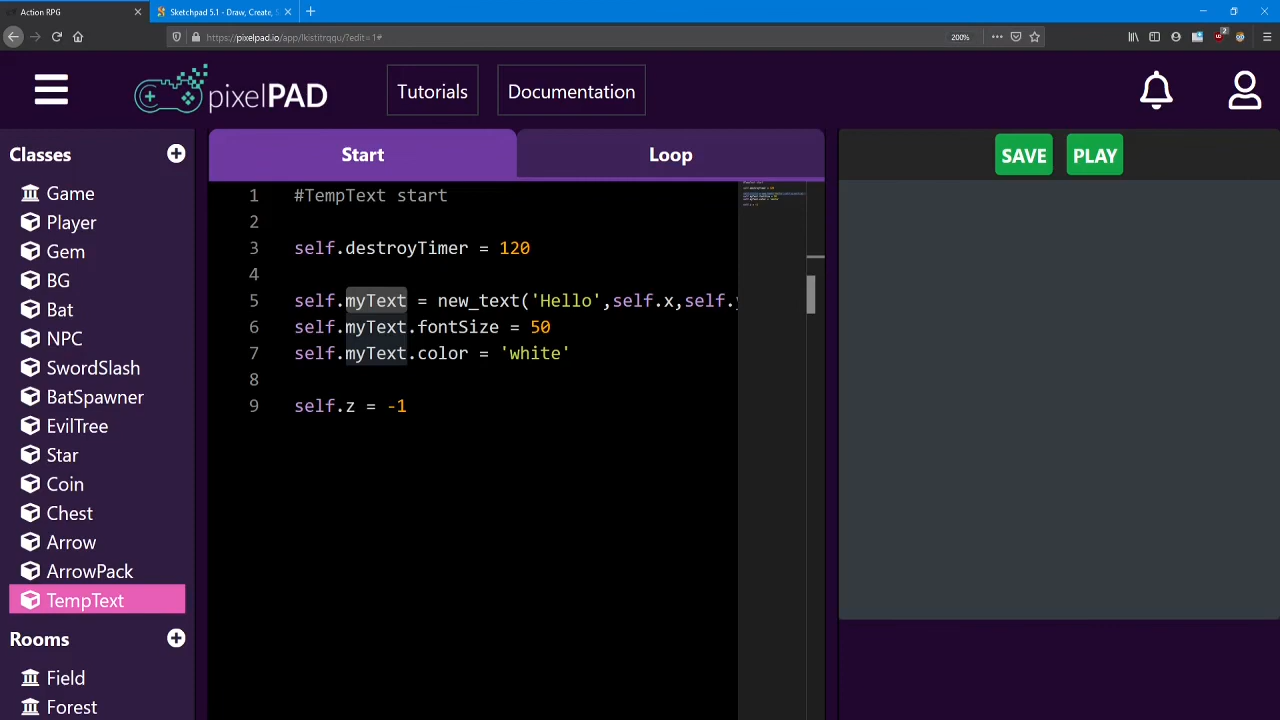 Action RPG
Sketchpad 5.1 - Draw, Create, S
https://pixelpad.io/app/lkistitrqqu/?edit=1#
200%
2
pixelPAD
Tutorials
Documentation
Classes
Game
Player
Gem
BG
Bat
NPC
SwordSlash
BatSpawner
EvilTree
Star
Coin
Chest
Arrow
ArrowPack
TempText
Rooms
Field
Forest
Start
Loop
1 #TempText start
2
3 self.destroyTimer = 120
4
5 self.myText = new_text('Hello',self.x,self.y
6 self.myText.fontSize = 50
7 self.myText.color = 'white'
8
9 self.z = -1
SAVE
PLAY